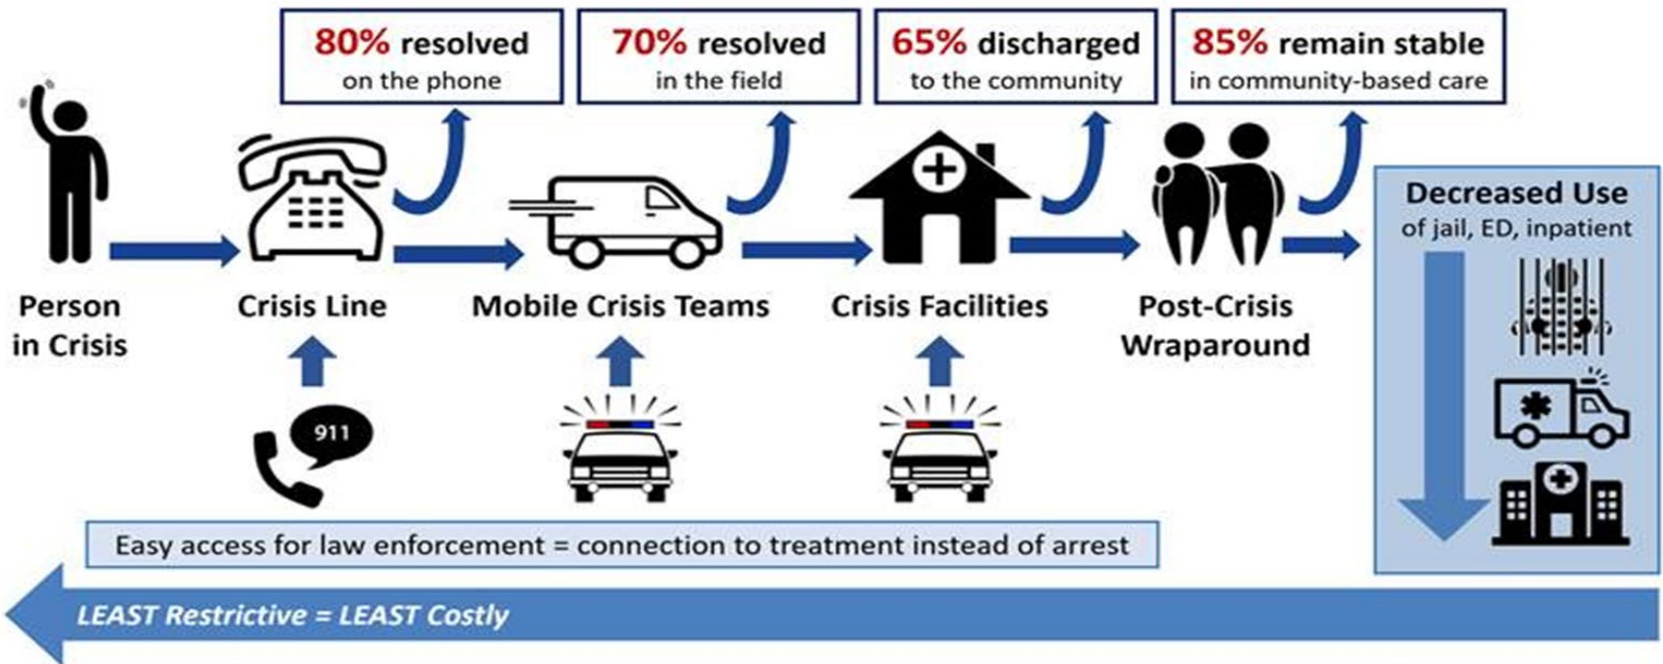 80% resolved
on the phone
70% resolved
in the field
65% discharged
to the community
85% remain stable
in community-based care
Decreased Use
of jail, ED, inpatient
Person
in Crisis
Crisis Line
Mobile Crisis Teams
Crisis Facilities
Post-Crisis
Wraparound
911
Easy access for law enforcement = connection to treatment instead of arrest
LEAST Restrictive = LEAST Costly